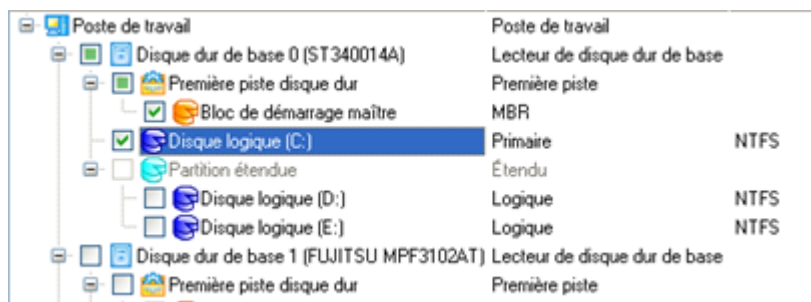 Poste de travail Poste de travail
Disque dur de base 0 (ST340014A) Lecteur de disque dur de base
Première piste disque dur Première piste
Bloc de démarrage maître MBR
Disque logique (C:) Primaire NTFS
Partition étendue Étendu
Disque logique (D:) Logique NTFS
Disque logique (E:) Logique NTFS
Disque dur de base 1 (FUJITSU MPF3102AT) Lecteur de disque dur de base
Première piste disque dur Première piste